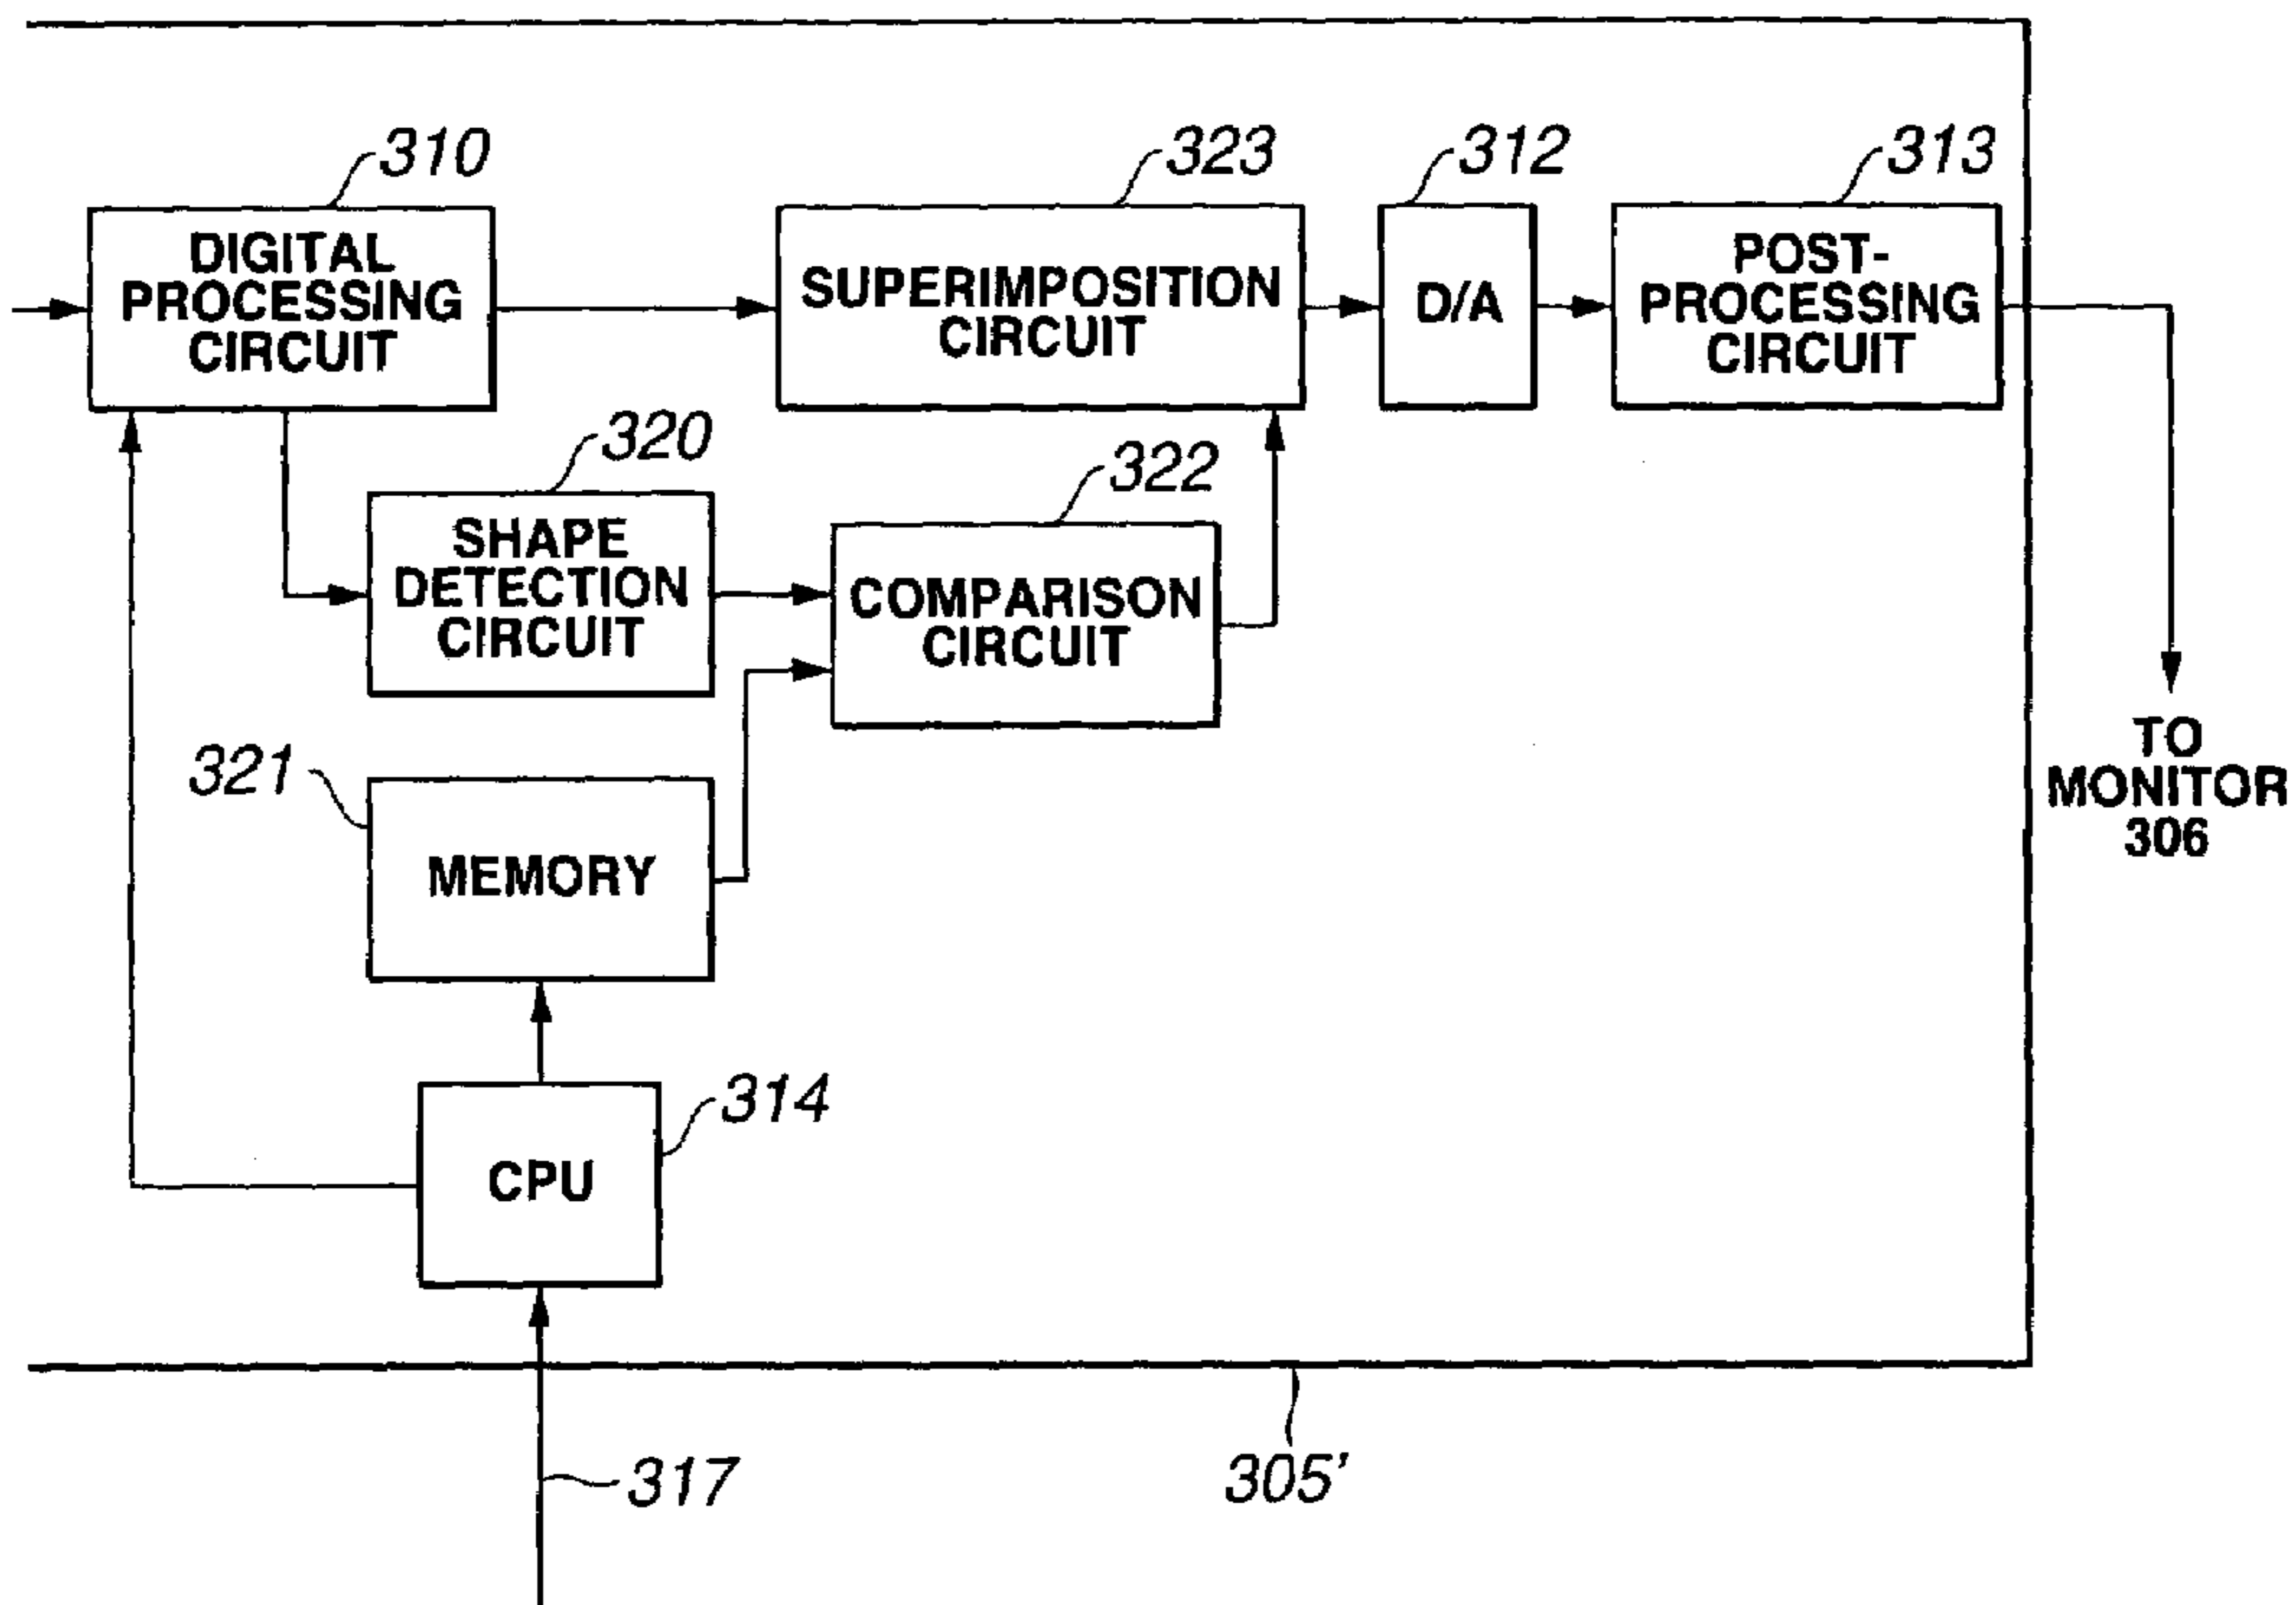 310
323
312
313
DIGITAL
PROCESSING
CIRCUIT
SUPERIMPOSITION
CIRCUIT
D/A
POST-
PROCESSING
CIRCUIT
320
322
SHAPE
DETECTION
CIRCUIT
COMPARISON
CIRCUIT
321
MEMORY
TO
MONITOR
306
314
CPU
317
305'